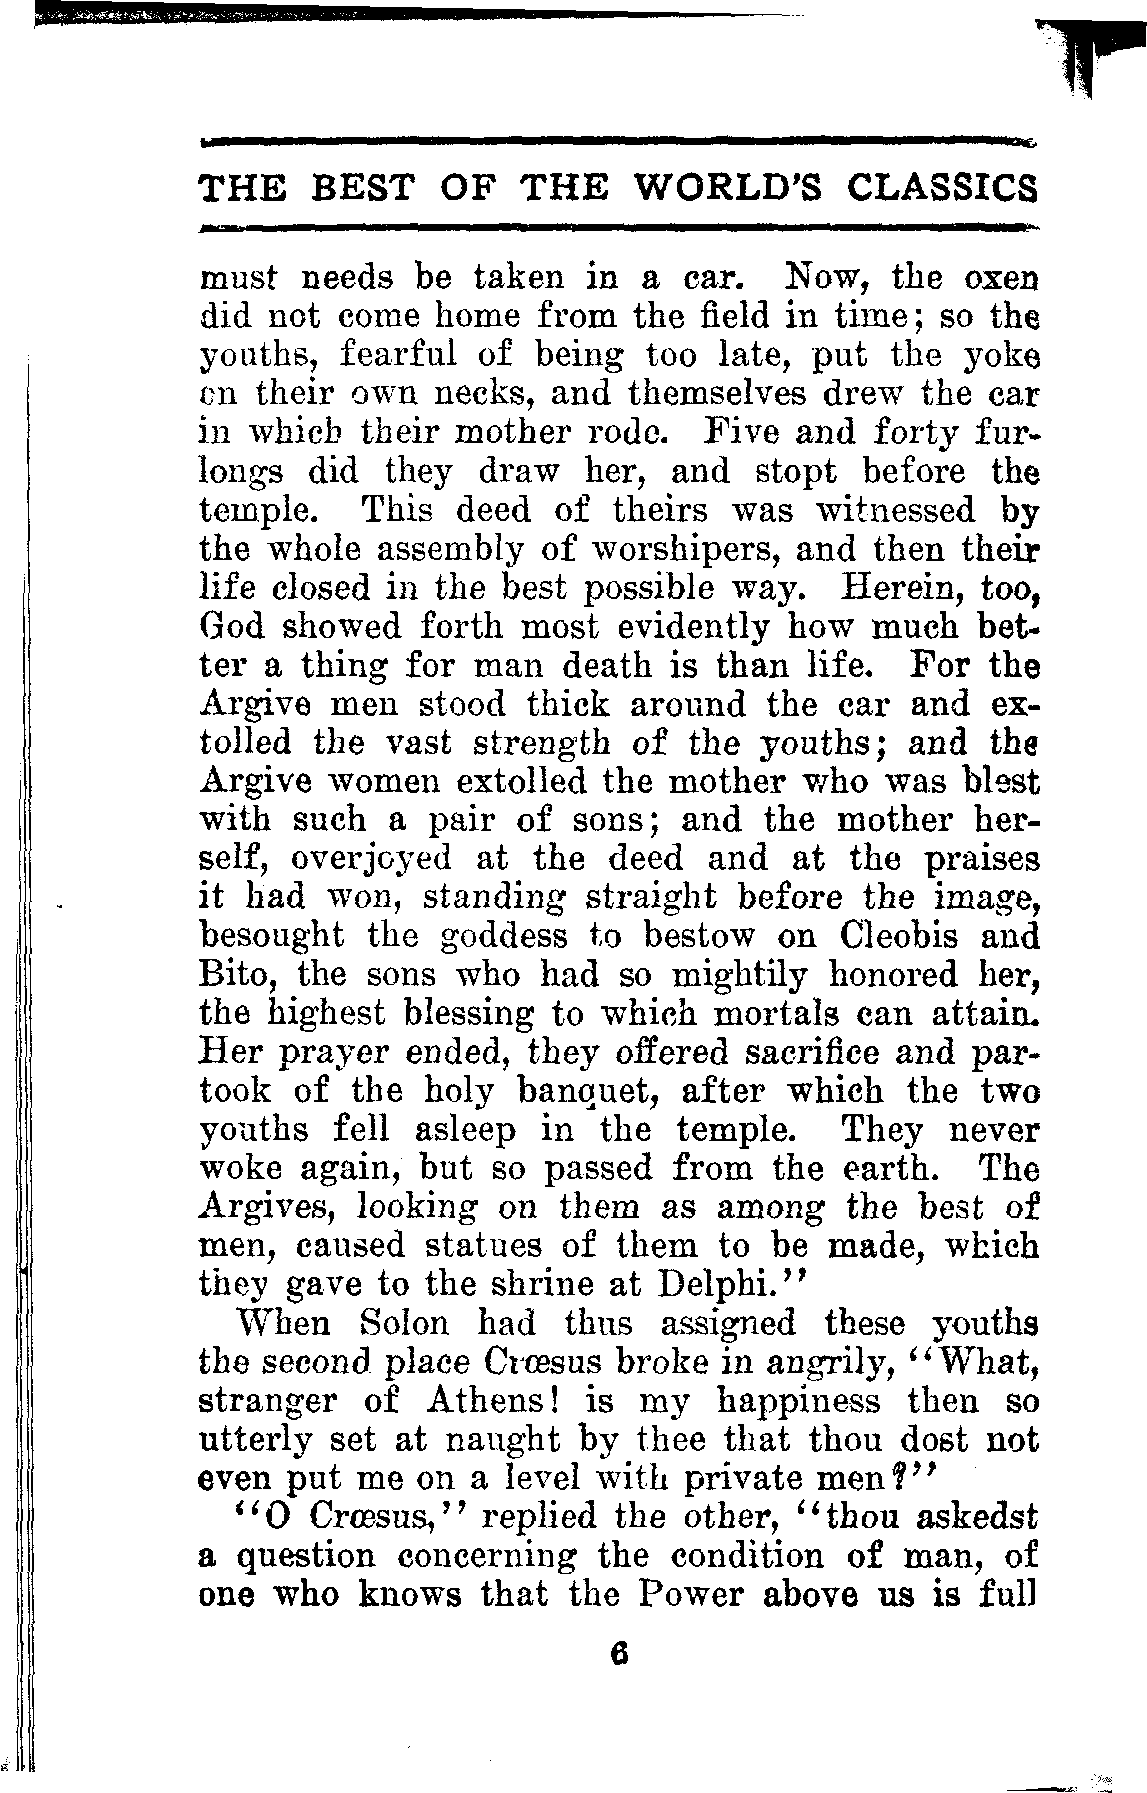 THE BEST OF THE WORLD'S CLASSICS
must needs be taken in a car. Now, the oxen
did not come home from the field in time; so the
youths, fearful of being too late, put the yoke
on their own necks, and themselves drew the car
in which their mother rode. Five and forty fur-
longs did they draw her, and stopt before the
temple. This deed of theirs was witnessed by
the whole assembly of worshipers, and then their
life closed in the best possible way. Herein, too,
God showed forth most evidently how much bet-
ter a thing for man death is than life. For the
Argive men stood thick around the car and ex-
tolled the vast strength of the youths; and the
Argive women extolled the mother who was blest
with such a pair of sons; and the mother her-
self, overjoyed at the deed and at the praises
it had won, standing straight before the image,
besought the goddess to bestow on Cleobis and
Bito, the sons who had so mightily honored her,
the highest blessing to which mortals can attain.
Her prayer ended, they offered sacrifice and par-
took of the holy banquet, after which the two
youths fell asleep in the temple. They never
woke again, but so passed from the earth. The
Argives, looking on them as among the best of
men, caused statues of them to be made, which
they gave to the shrine at Delphi."
When Solon had thus assigned these youths
the second place Crœsus broke in angrily, "What,
stranger of Athens! is my happiness then so
utterly set at naught by thee that thou dost not
even put me on a level with private men?"
"O Crœsus," replied the other, "thou askedst
a question concerning the condition of man, of
one who knows that the Power above us is full
6